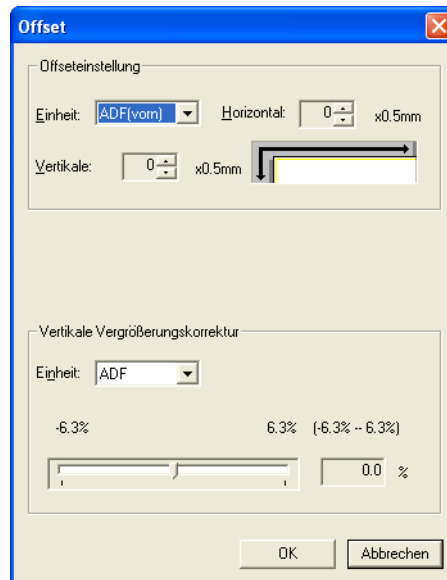 Offset
Offseteinstellung
Einheit: ADF(vorn) Horizontal: 0 x0.5mm
Vertikale: 0 x0.5mm
Vertikale Vergrößerungskorrektur
Einheit: ADF
-6.3% 6.3% (-6.3% -- 6.3%)
0.0 %
OK Abbrechen